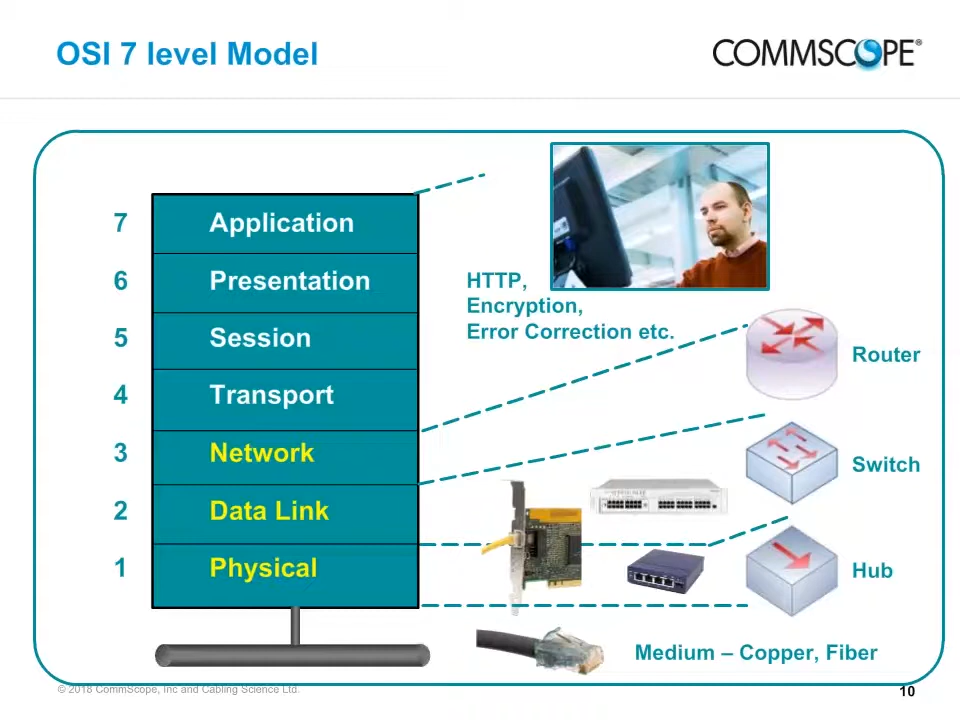 OSI 7 level Model
COMMSCOPE®
7 Application
6 Presentation
5 Session
4 Transport
3 Network
2 Data Link
1 Physical
HTTP,
Encryption,
Error Correction etc.
Router
Switch
Hub
Medium – Copper, Fiber
© 2018 CommScope, Inc and Cabling Science Ltd.
10